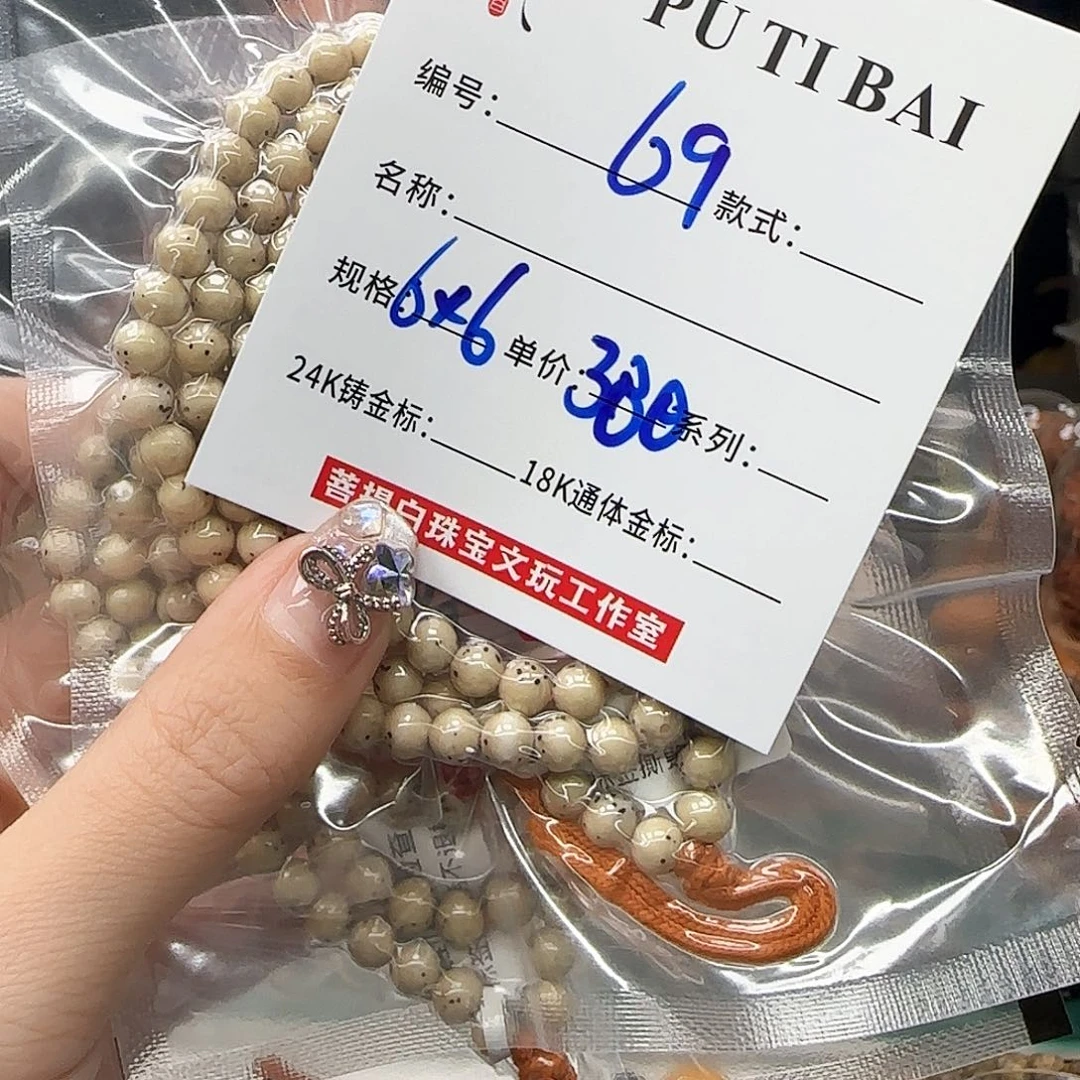 PU TI BAI
编号： 69 款式：
名称：
规格： 6×6 单价： 380 系列：
24K铸金标： 18K通体金标：
菩提白珠宝文玩工作室